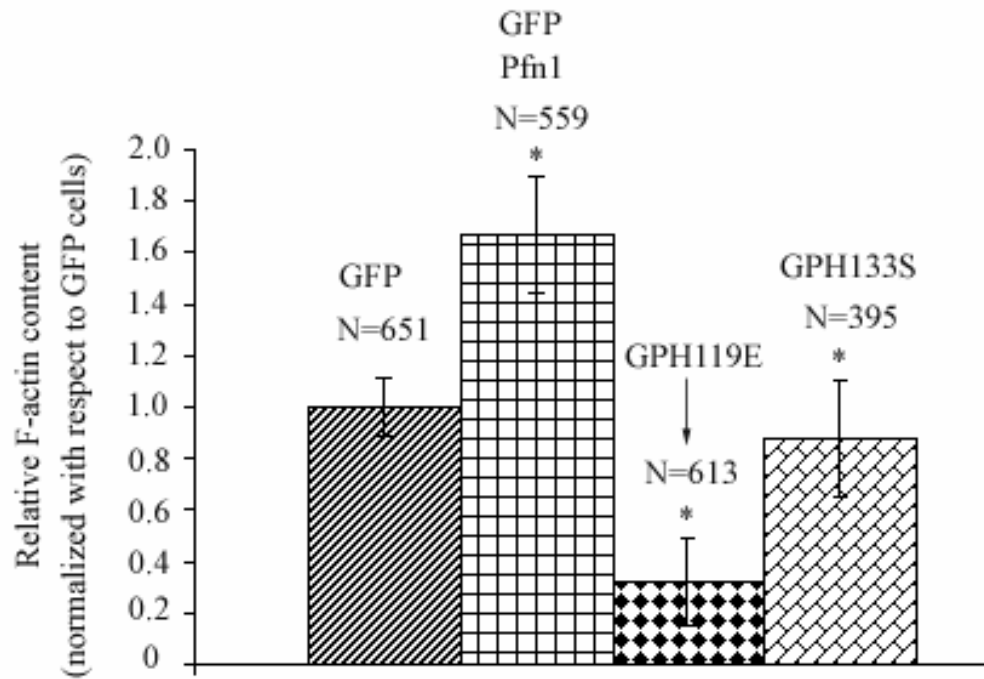 GFP
Pfn1
N=559
*
GFP
N=651
GPH119E
N=613
*
GPH133S
N=395
*
2.0
1.8
1.6
1.4
1.2
1.0
0.8
0.6
0.4
0.2
0
Relative F-actin content
(normalized with respect to GFP cells)